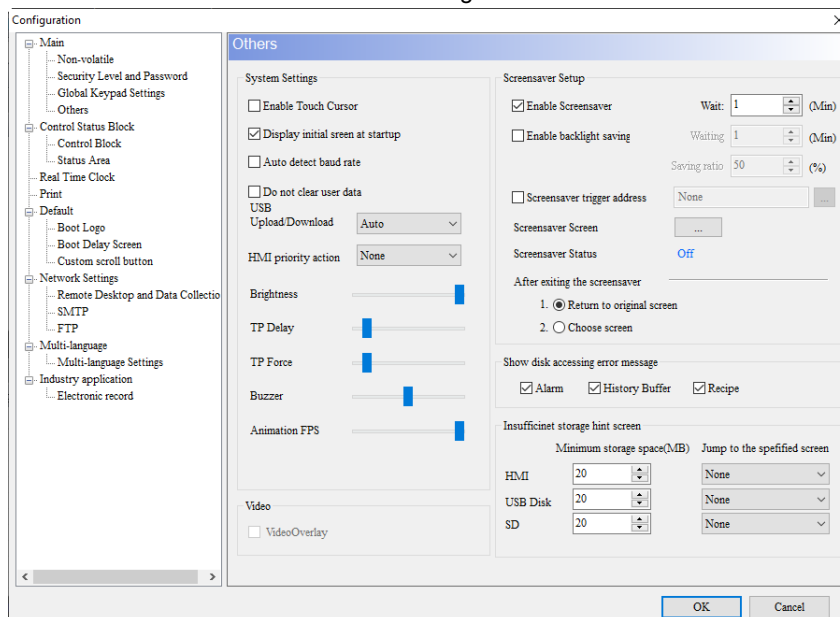 Configuration
Main
Non-volatile
Security Level and Password
Global Keypad Settings
Others
Control Status Block
Control Block
Status Area
Real Time Clock
Print
Default
Boot Logo
Boot Delay Screen
Custom scroll button
Network Settings
Remote Desktop and Data Collectio
SMTP
FTP
Multi-language
Multi-language Settings
Industry application
Electronic record
Others
System Settings
Enable Touch Cursor
Display initial sreen at startup
Auto detect baud rate
Do not clear user data
USB
Upload/Download Auto
HMI priority action None
Brightness
TP Delay
TP Force
Buzzer
Animation FPS
Video
VideoOverlay
Screensaver Setup
Enable Screensaver Wait: 1 (Min)
Enable backlight saving Waiting 1 (Min)
Saving ratio 50 (%)
Screensaver trigger address None ...
Screensaver Screen ...
Screensaver Status Off
After exiting the screensaver
1. Return to original screen
2. Choose screen
Show disk accessing error message
Alarm History Buffer Recipe
Insufficinet storage hint screen
Minimum storage space(MB) Jump to the spefified screen
HMI 20 None
USB Disk 20 None
SD 20 None
OK Cancel